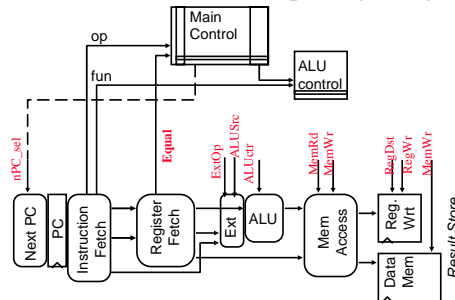 Main
Control
op
ALU
control
fun
nPC_sel
Equal
ExtOp
ALUSrc
ALUctr
MemRd
MemWr
RegDst
RegWr
MemWr
Next PC
PC
Instruction
Fetch
Register
Fetch
Ext
ALU
Mem
Access
Reg.
Wrt
Data
Mem
Result Store